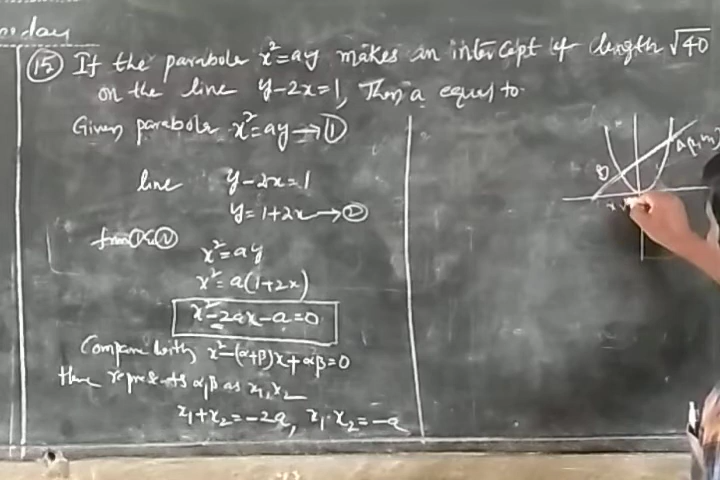 (15) If the parabola x²=ay makes an intercept of length √40
on the line y-2x=1, Then a equal to.
Given parabola x²=ay→①
line y-2x=1
y=1+2x→②
from ①&②
x²=ay
x²=a(1+2x)
x²-2ax-a=0
Compare with x²-(α+β)x+αβ=0
there represents α,β as x₁,x₂
x₁+x₂=-2a, x₁.x₂=-a
B